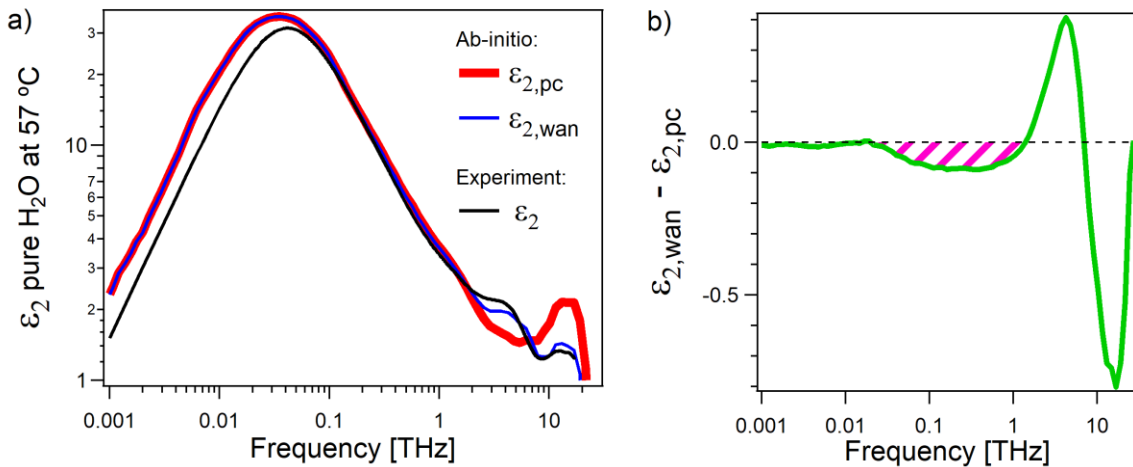 a)
ε2 pure H2O at 57 ºC
30
20
10
7
6
5
4
3
2
1
Ab-initio:
ε2,pc
ε2,wan
Experiment:
ε2
0.001
0.01
0.1
1
10
Frequency [THz]
b)
ε2,wan - ε2,pc
0.0
-0.5
0.001
0.01
0.1
1
10
Frequency [THz]